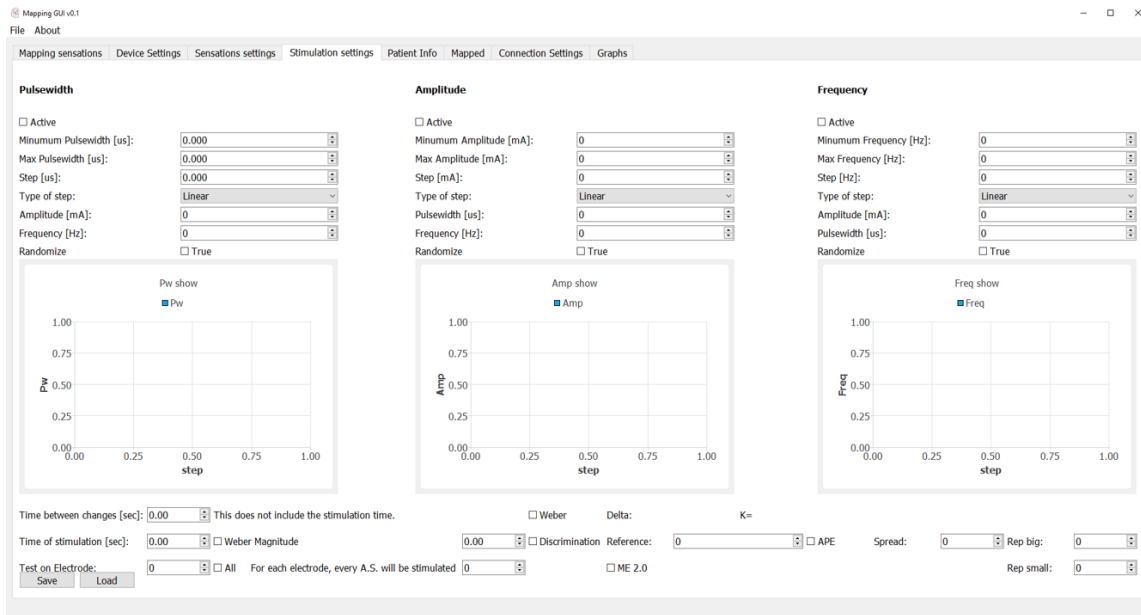 Mapping GUI v0.1
File About
Mapping sensations Device Settings Sensations settings Stimulation settings Patient Info Mapped Connection Settings Graphs
Pulsewidth Amplitude Frequency
Active Active Active
Minumum Pulsewidth [us]: 0.000 Minumum Amplitude [mA]: 0 Minumum Frequency [Hz]: 0
Max Pulsewidth [us]: 0.000 Max Amplitude [mA]: 0 Max Frequency [Hz]: 0
Step [us]: 0.000 Step [mA]: 0 Step [Hz]: 0
Type of step: Linear Type of step: Linear Type of step: Linear
Amplitude [mA]: 0 Pulsewidth [us]: 0 Amplitude [mA]: 0
Frequency [Hz]: 0 Frequency [Hz]: 0 Pulsewidth [us]: 0
Randomize True Randomize True Randomize True
Pw show Amp show Freq show
Pw Amp Freq
1.00 1.00 1.00
0.75 0.75 0.75
Pw 0.50 Amp 0.50 Freq 0.50
0.25 0.25 0.25
0.00 0.00 0.00
0.00 0.25 0.50 0.75 1.00 0.00 0.25 0.50 0.75 1.00 0.00 0.25 0.50 0.75 1.00
step step step
Time between changes [sec]: 0.00 This does not include the stimulation time. Weber Delta: K=
Time of stimulation [sec]: 0.00 Weber Magnitude 0.00 Discrimination Reference: 0 APE Spread: 0 Rep big: 0
Test on Electrode: 0 All For each electrode, every A.S. will be stimulated 0 ME 2.0 Rep small: 0
Save Load